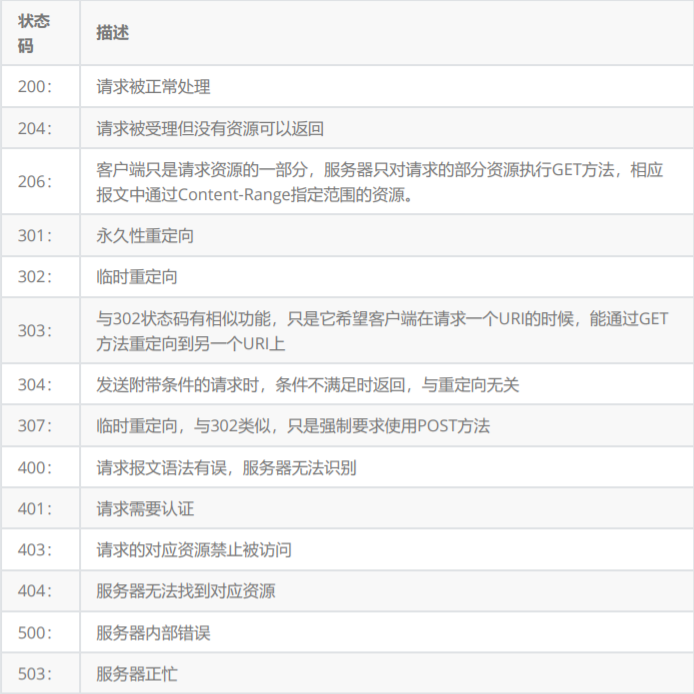 状态
码
描述
200：
请求被正常处理
204：
请求被受理但没有资源可以返回
206：
客户端只是请求资源的一部分，服务器只对请求的部分资源执行GET方法，相应
报文中通过Content-Range指定范围的资源。
301：
永久性重定向
302：
临时重定向
303：
与302状态码有相似功能，只是它希望客户端在请求一个URI的时候，能通过GET
方法重定向到另一个URI上
304：
发送附带条件的请求时，条件不满足时返回，与重定向无关
307：
临时重定向，与302类似，只是强制要求使用POST方法
400：
请求报文语法有误，服务器无法识别
401：
请求需要认证
403：
请求的对应资源禁止被访问
404：
服务器无法找到对应资源
500：
服务器内部错误
503：
服务器正忙